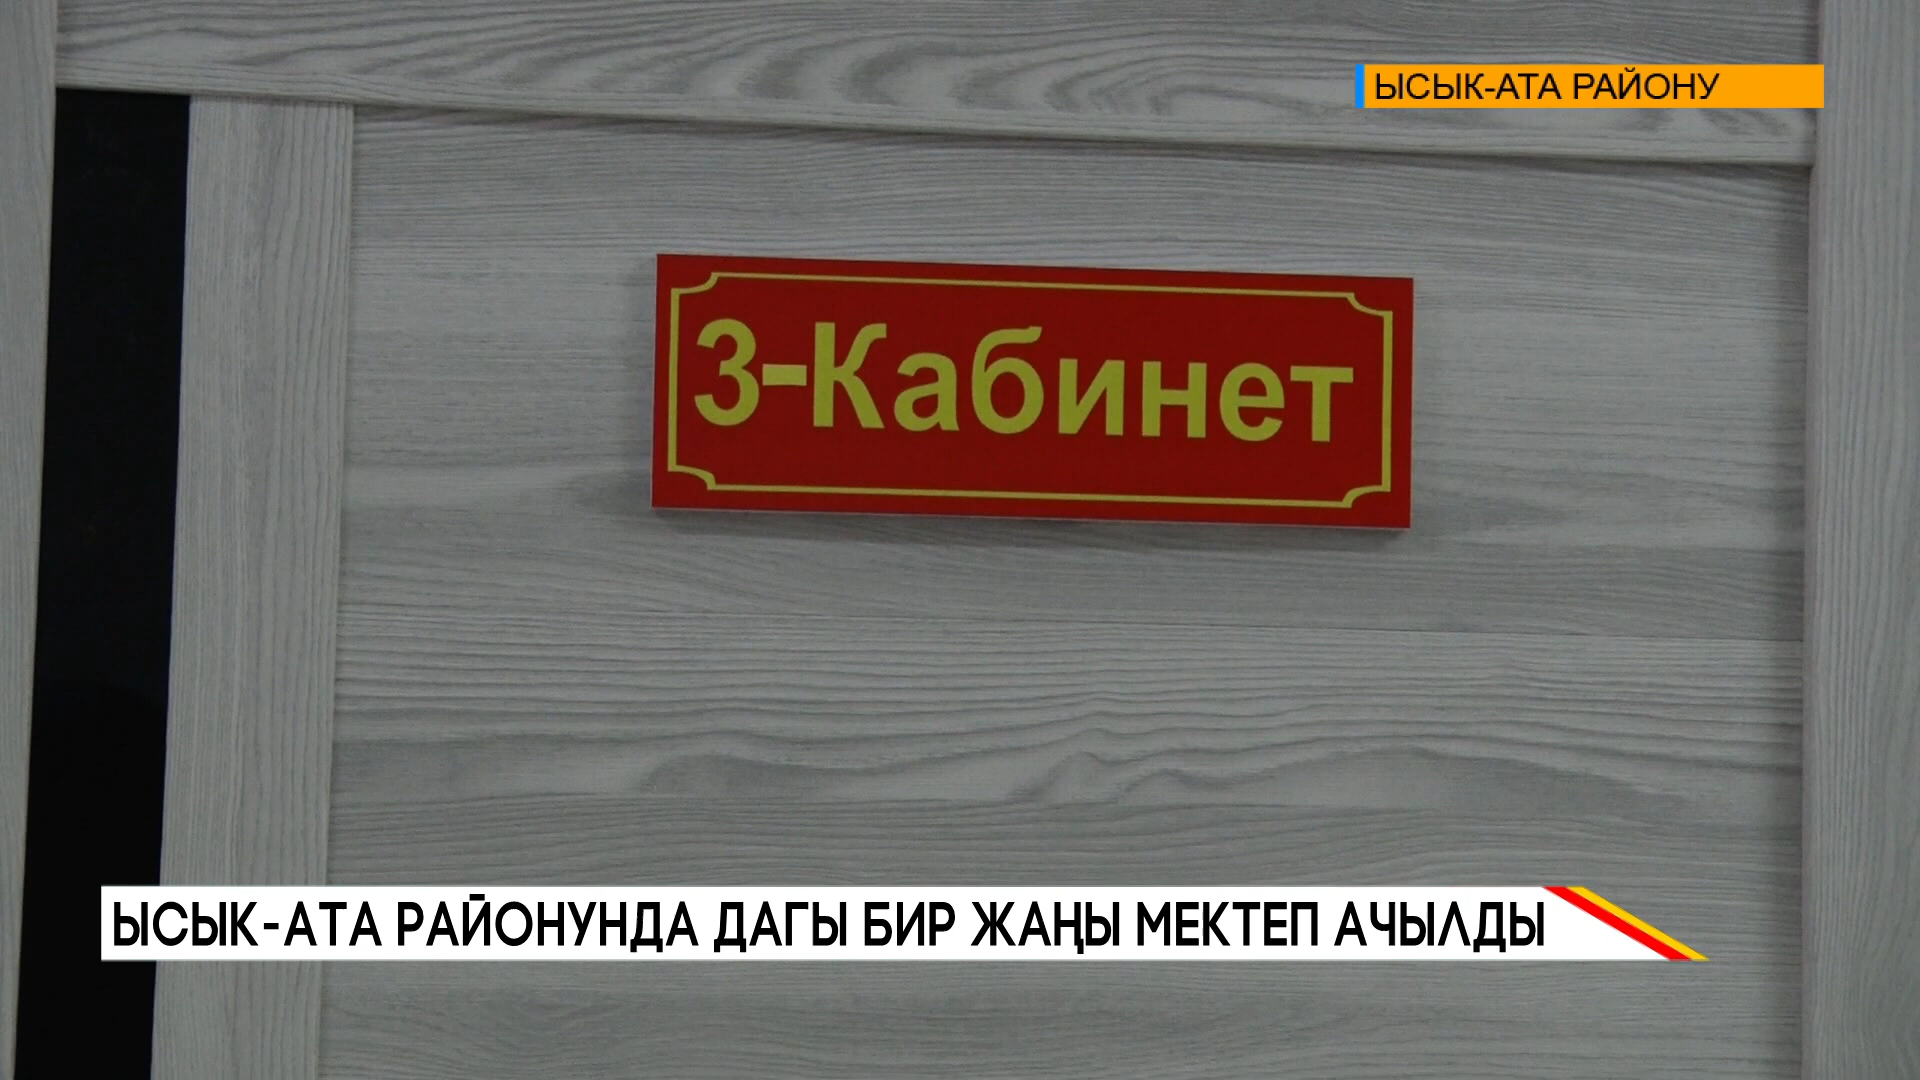 ЫСЫК-АТА РАЙОНУ
3-Кабинет
ЫСЫК-АТА РАЙОНУНДА ДАГЫ БИР ЖАҢЫ МЕКТЕП АЧЫЛДЫ